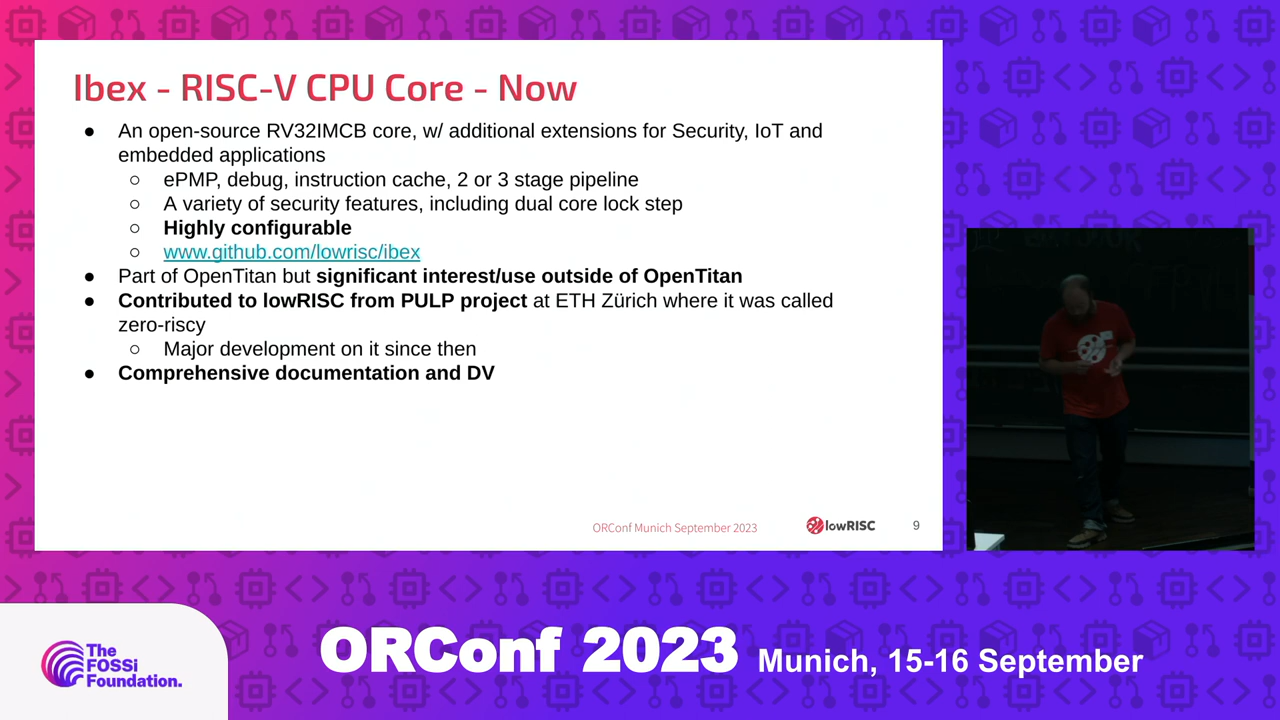 Ibex - RISC-V CPU Core - Now
● An open-source RV32IMCB core, w/ additional extensions for Security, IoT and
embedded applications
○ ePMP, debug, instruction cache, 2 or 3 stage pipeline
○ A variety of security features, including dual core lock step
○ Highly configurable
○ www.github.com/lowrisc/ibex
● Part of OpenTitan but significant interest/use outside of OpenTitan
● Contributed to lowRISC from PULP project at ETH Zürich where it was called
zero-riscy
○ Major development on it since then
● Comprehensive documentation and DV
ORConf Munich September 2023
lowRISC
9
The
FOSSi
Foundation.
ORConf 2023 Munich, 15-16 September